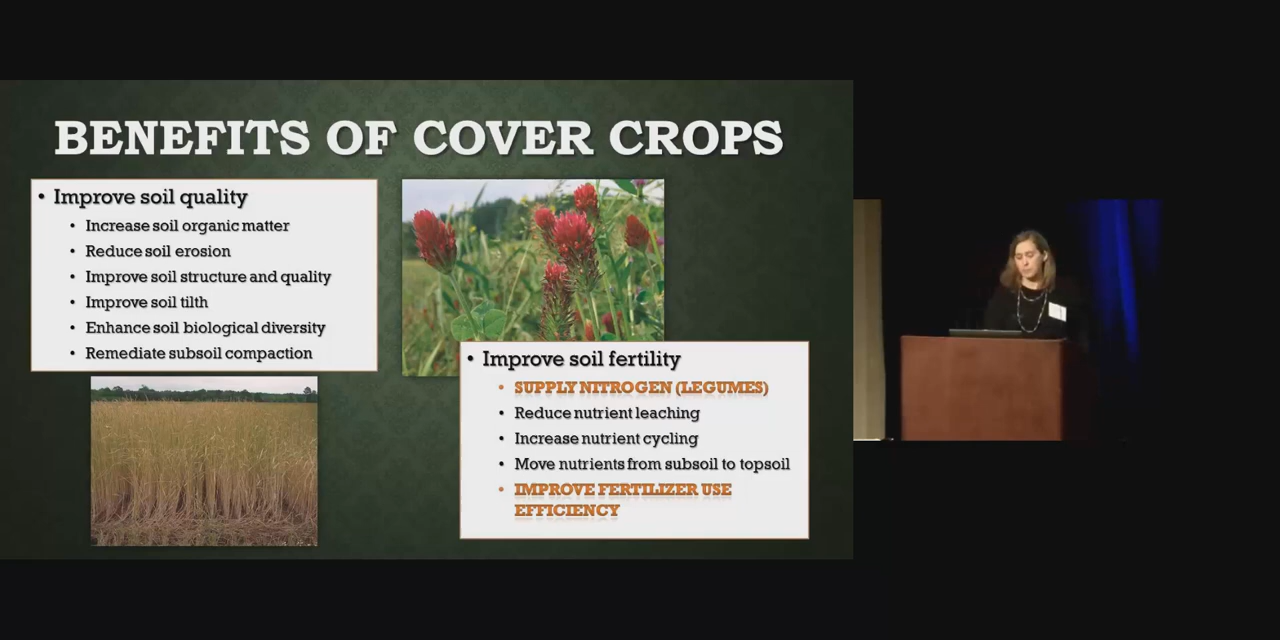 BENEFITS OF COVER CROPS
• Improve soil quality
• Increase soil organic matter
• Reduce soil erosion
• Improve soil structure and quality
• Improve soil tilth
• Enhance soil biological diversity
• Remediate subsoil compaction
• Improve soil fertility
• SUPPLY NITROGEN (LEGUMES)
• Reduce nutrient leaching
• Increase nutrient cycling
• Move nutrients from subsoil to topsoil
• IMPROVE FERTILIZER USE
EFFICIENCY